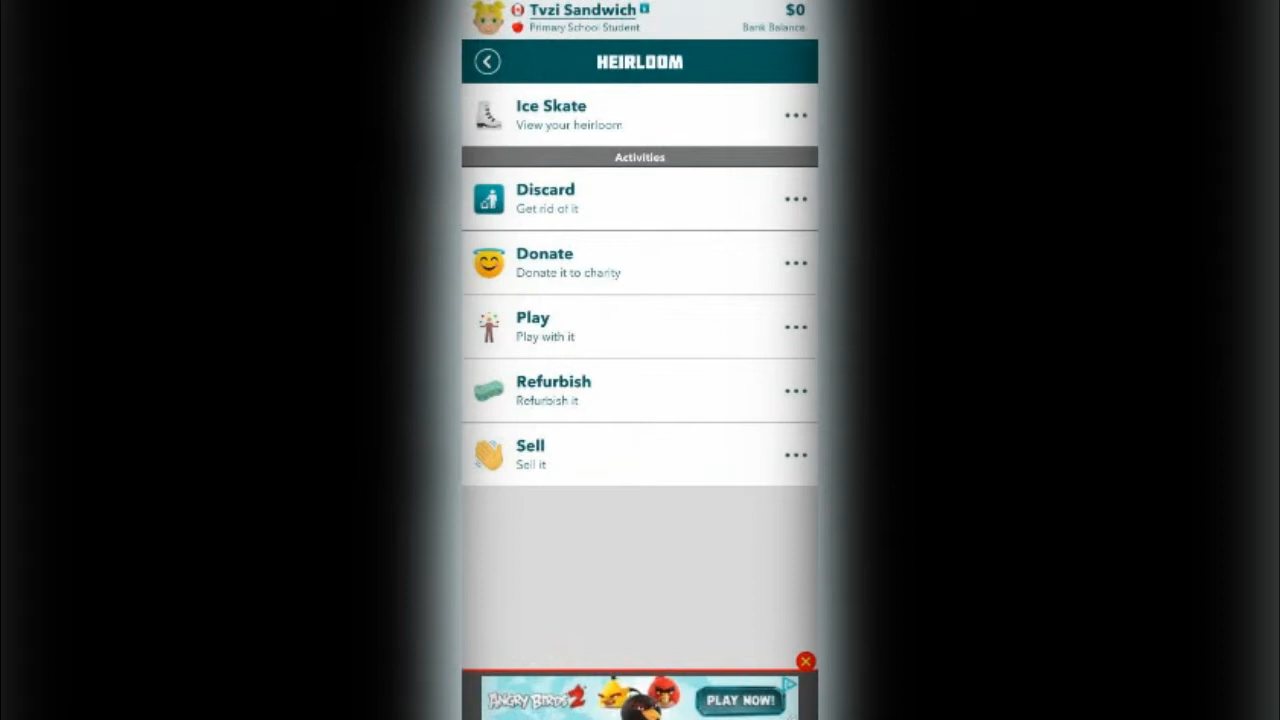 Tvzi Sandwich
$0
Primary School Student
Bank Balance
HEIRLOOM
Ice Skate
View your heirloom
Activities
Discard
Get rid of it
Donate
Donate it to charity
Play
Play with it
Refurbish
Refurbish it
Sell
Sell it
ANGRY BIRDS 2
PLAY NOW!